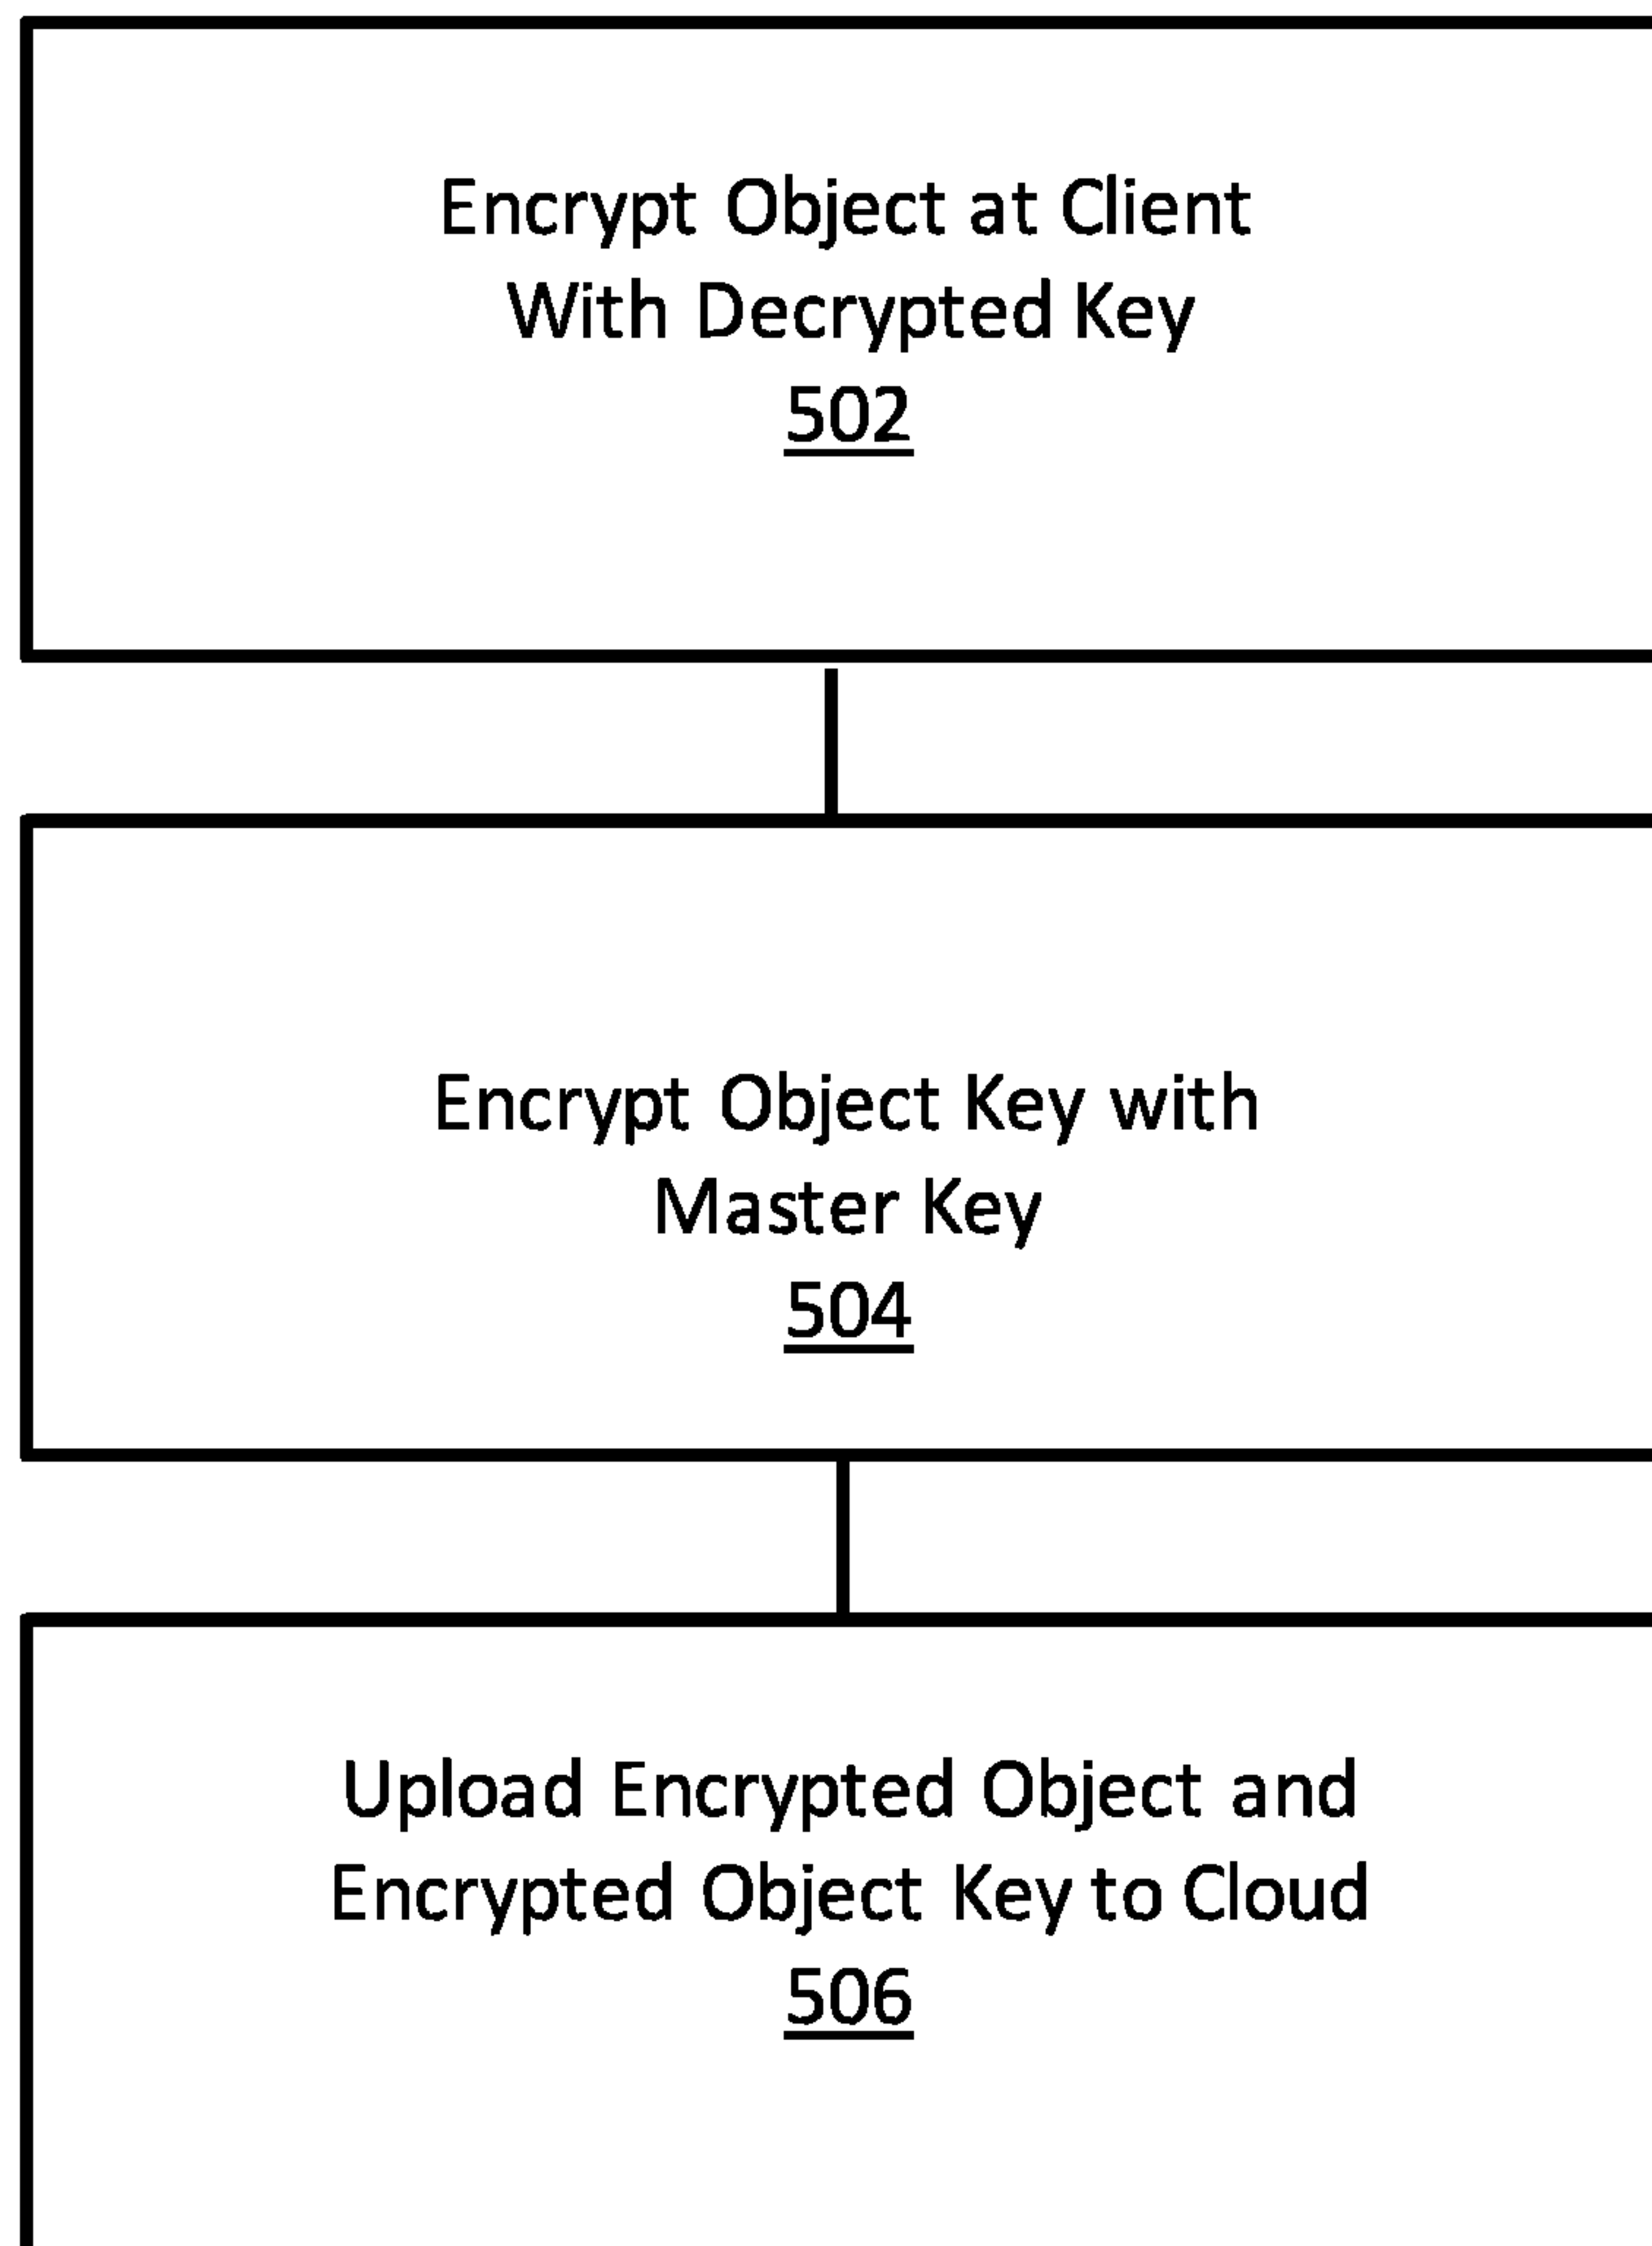 Encrypt Object at Client
With Decrypted Key
502
Encrypt Object Key with
Master Key
504
Upload Encrypted Object and
Encrypted Object Key to Cloud
506